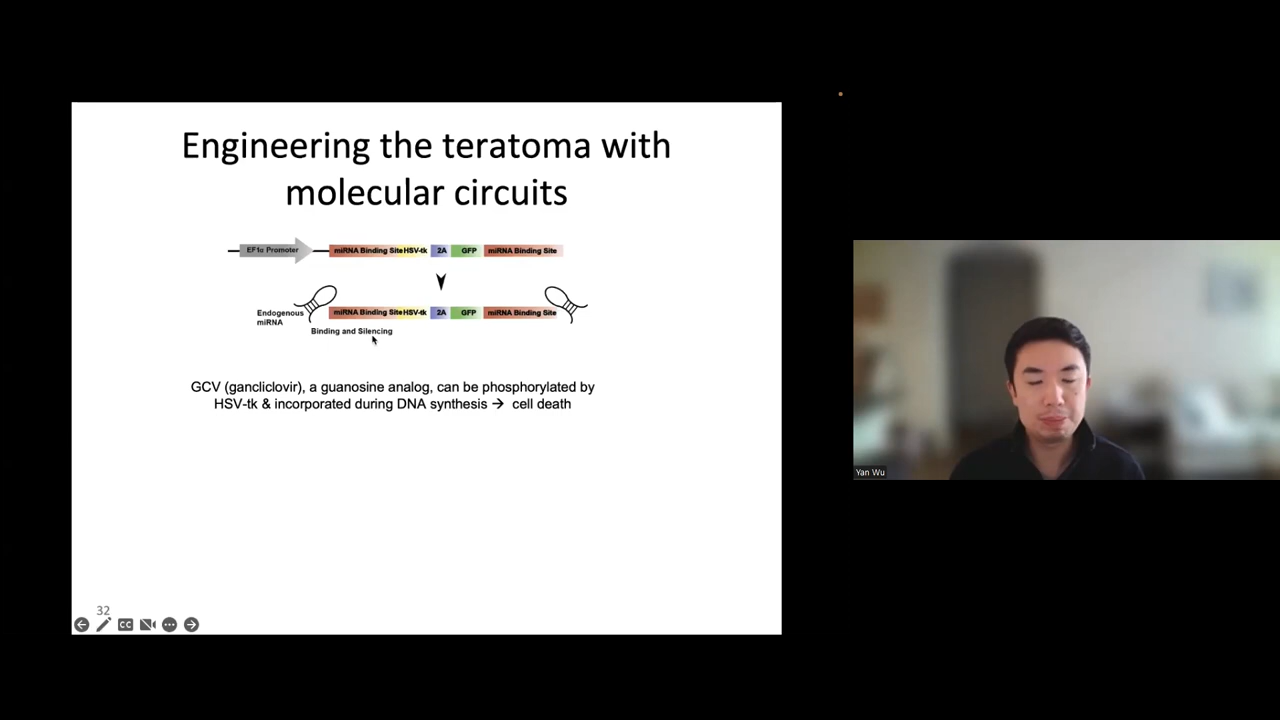 Engineering the teratoma with
molecular circuits
EF1α Promoter
miRNA Binding Site HSV-tk 2A GFP miRNA Binding Site
Endogenous
miRNA
miRNA Binding Site HSV-tk 2A GFP miRNA Binding Site
Binding and Silencing
GCV (gancliclovir), a guanosine analog, can be phosphorylated by
HSV-tk & incorporated during DNA synthesis → cell death
32
CC
Yan Wu